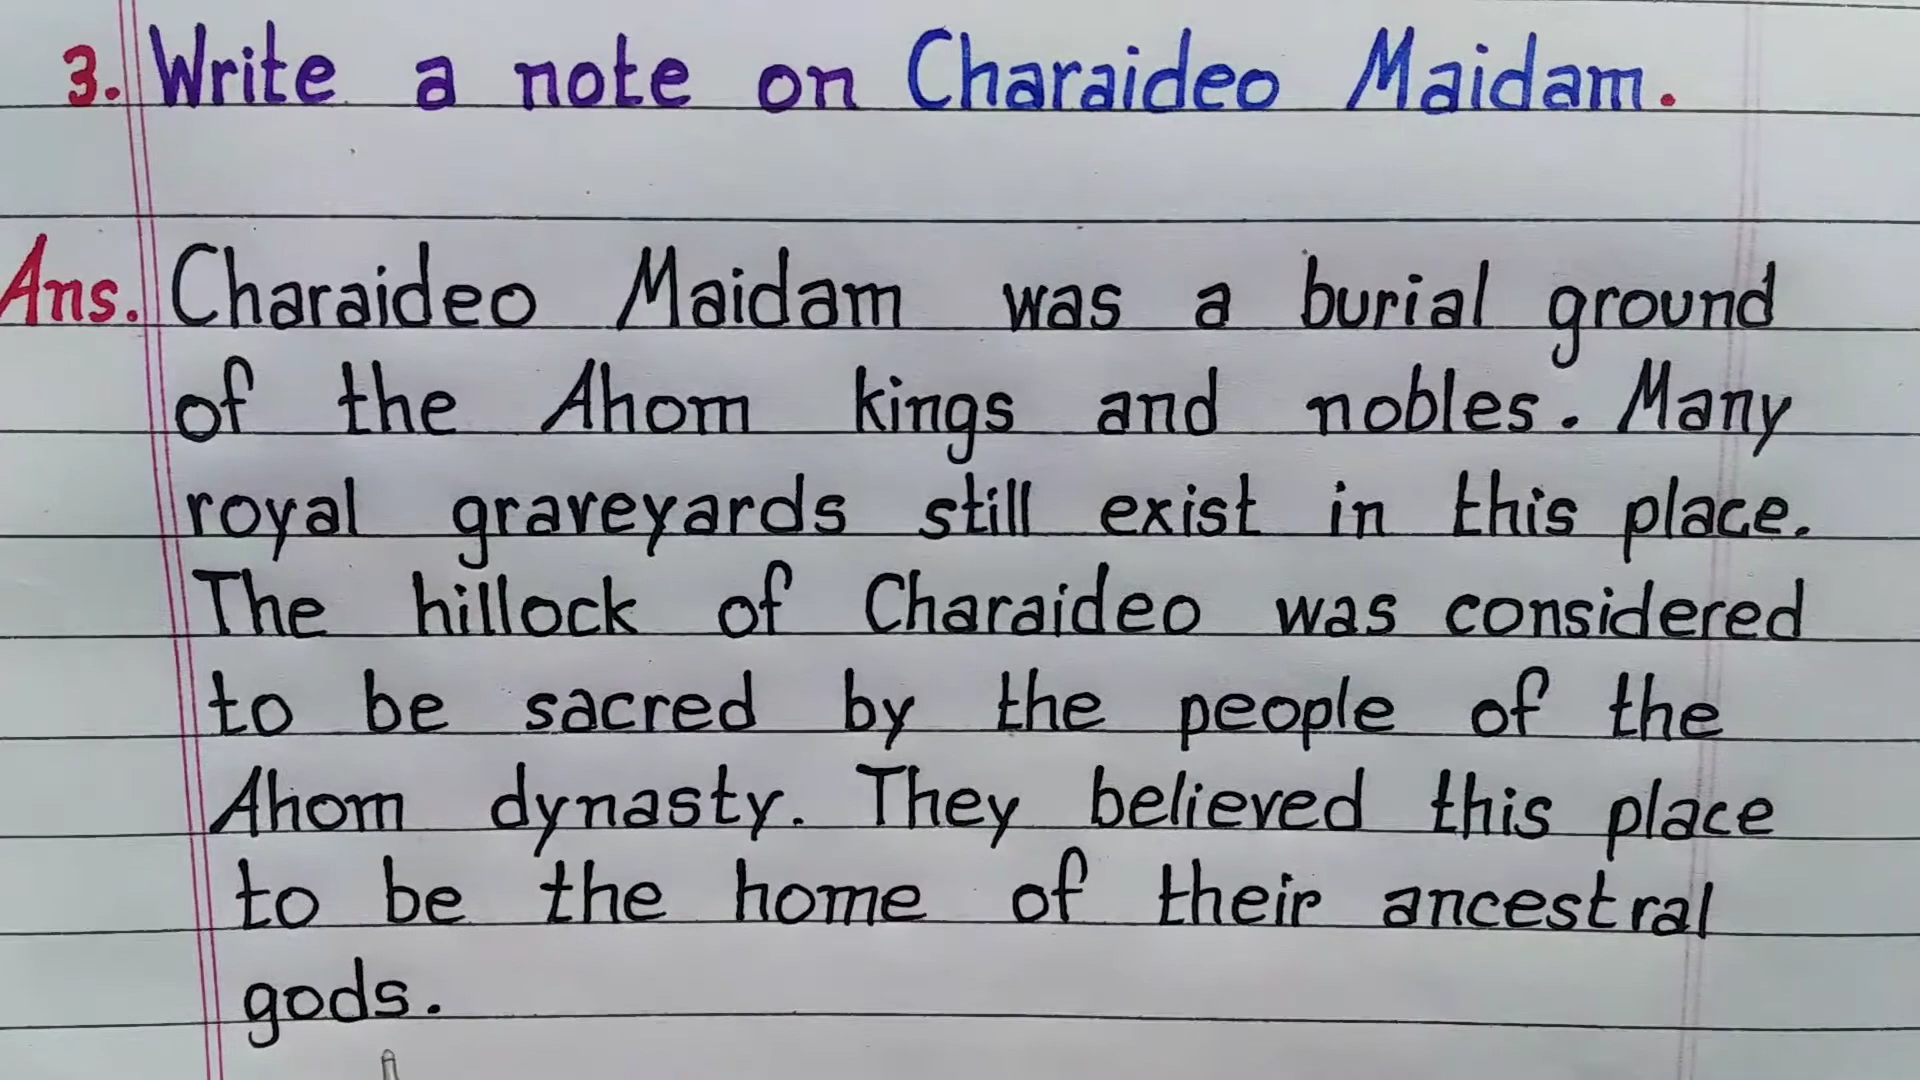 3. Write a note on Charaideo Maidam.
Ans. Charaideo Maidam was a burial ground
of the Ahom kings and nobles. Many
royal graveyards still exist in this place.
The hillock of Charaideo was considered
to be sacred by the people of the
Ahom dynasty. They believed this place
to be the home of their ancestral
gods.